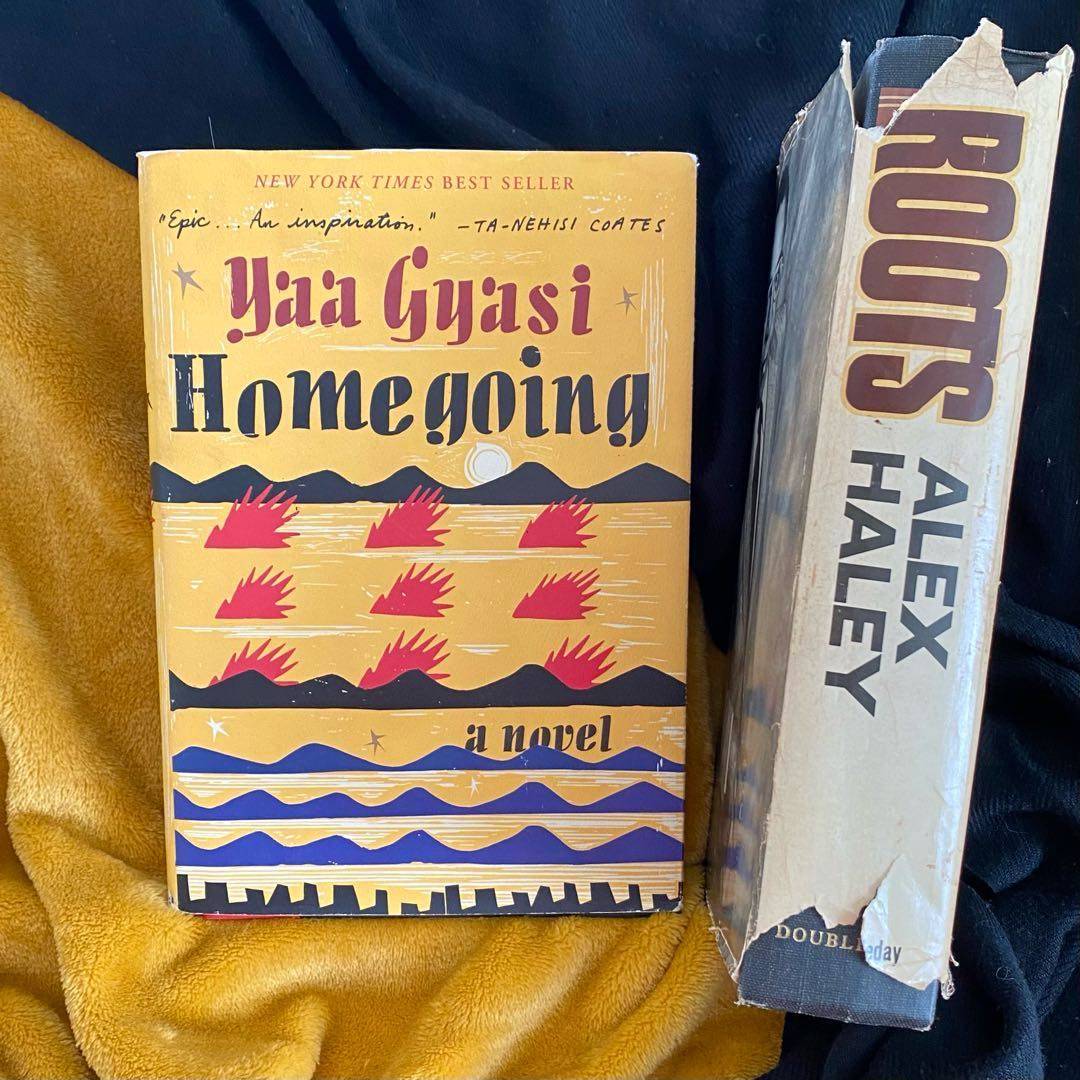 NEW YORK TIMES BEST SELLER
"Epic... An inspiration." —TA-NEHISI COATES
Yaa Gyasi
Homegoing
a novel
ROOTS
ALEX
HALEY
DOUBLEday